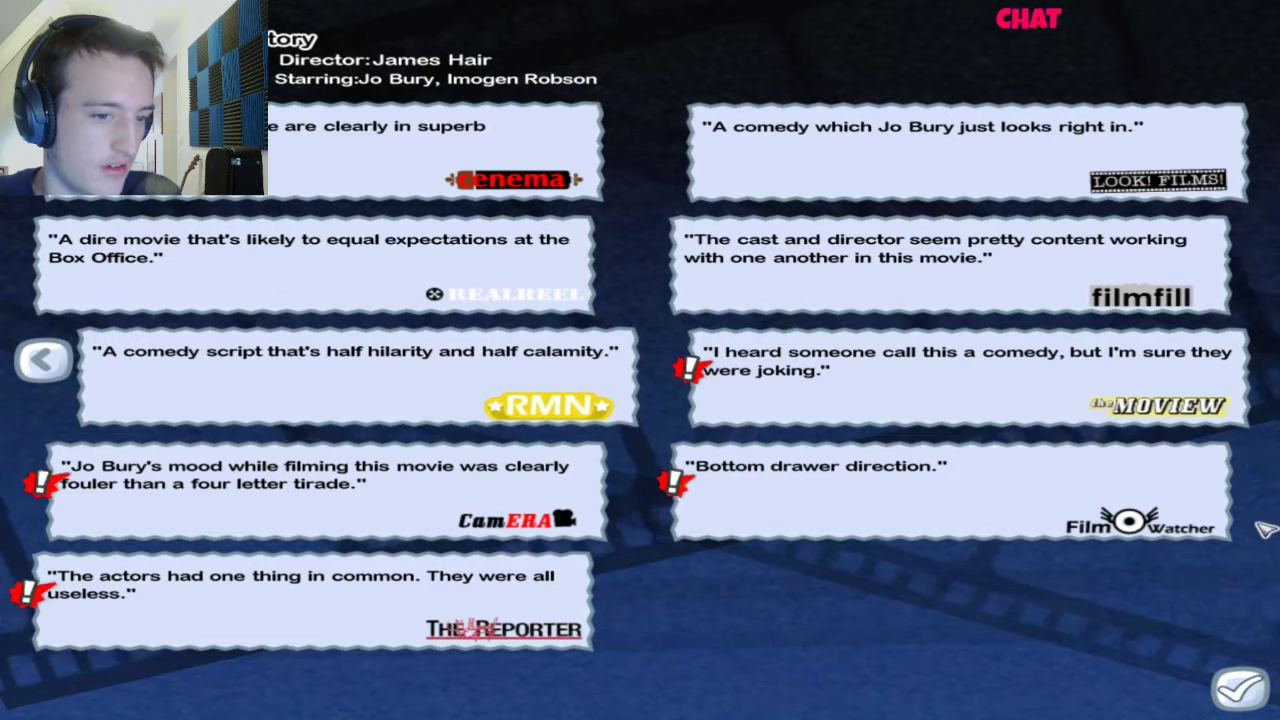 CHAT
tory
Director:James Hair
Starring:Jo Bury, Imogen Robson
e are clearly in superb
cenema
"A comedy which Jo Bury just looks right in."
LOOK! FILMS!
"A dire movie that's likely to equal expectations at the
Box Office."
REALREEL
"The cast and director seem pretty content working
with one another in this movie."
filmfill
"A comedy script that's half hilarity and half calamity."
RMN
"I heard someone call this a comedy, but I'm sure they
were joking."
the MOVIEW
"Jo Bury's mood while filming this movie was clearly
fouler than a four letter tirade."
CamERA
"Bottom drawer direction."
Film Watcher
"The actors had one thing in common. They were all
useless."
THE REPORTER